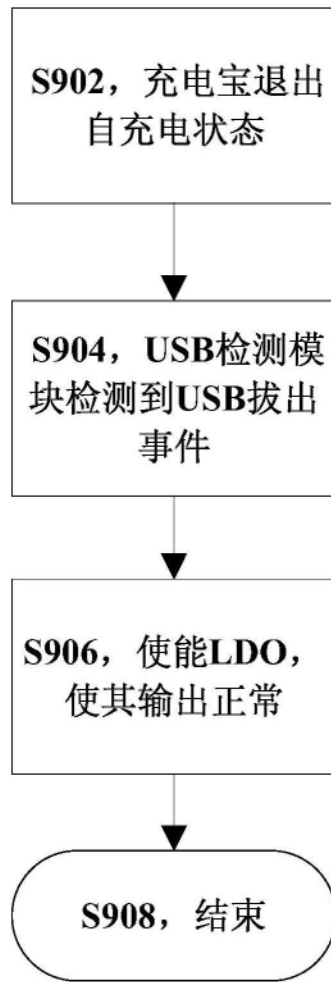 S902，充电宝退出
自充电状态
S904，USB检测模
块检测到USB拔出
事件
S906，使能LDO，
使其输出正常
S908，结束